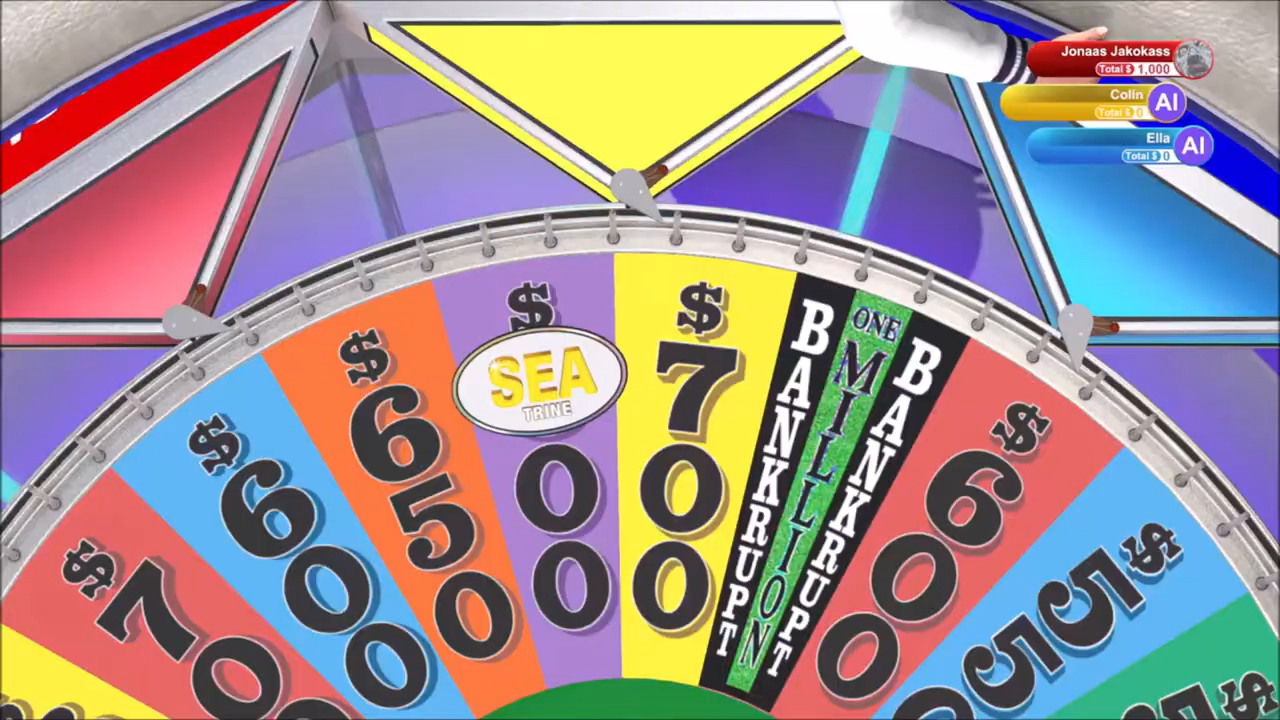 Jonaas Jakokass
Total $ 1,000
Colin
AI
Total $ 0
Ella
AI
Total $ 0
$700
$600
$650
$
SEA
TRINE
00
$700
BANKRUPT
ONE
MILLION
BANKRUPT
$600
$550
$